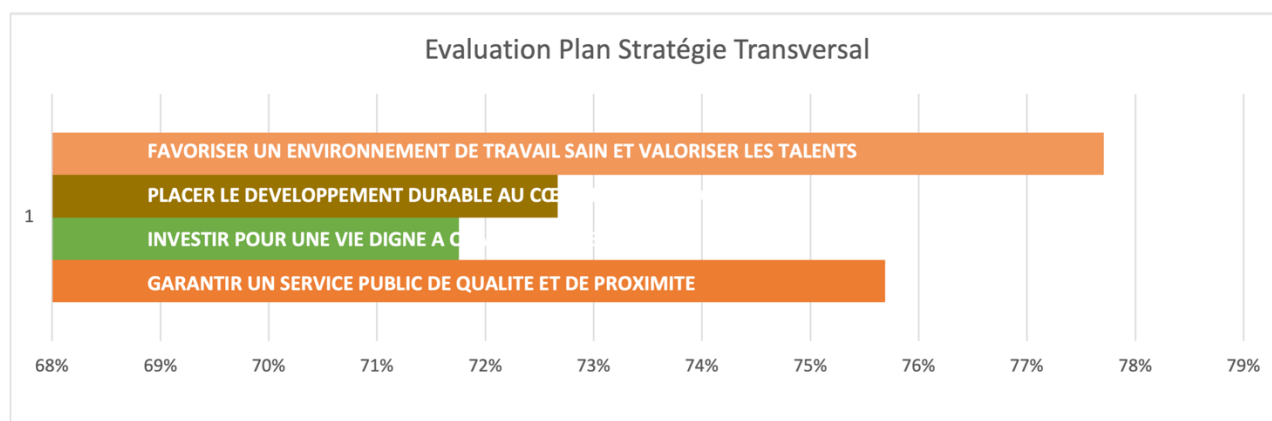 Evaluation Plan Stratégie Transversal
FAVORISER UN ENVIRONNEMENT DE TRAVAIL SAIN ET VALORISER LES TALENTS
PLACER LE DEVELOPPEMENT DURABLE AU CŒ
1
INVESTIR POUR UNE VIE DIGNE A
GARANTIR UN SERVICE PUBLIC DE QUALITE ET DE PROXIMITE
68% 69% 70% 71% 72% 73% 74% 75% 76% 77% 78% 79%